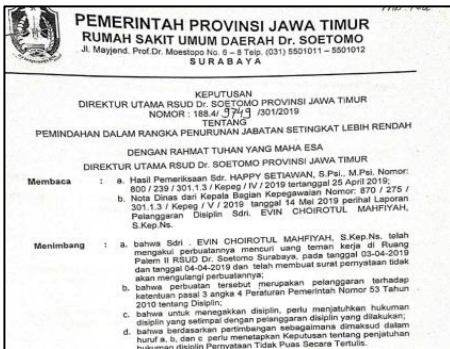 PEMERINTAH PROVINSI JAWA TIMUR
RUMAH SAKIT UMUM DAERAH Dr. SOETOMO
Jl. Mayjend. Prof.Dr. Moestopo No. 6 – 8 Telp. (031) 5501011 – 5501012
SURABAYA
KEPUTUSAN
DIREKTUR UTAMA RSUD Dr. SOETOMO PROVINSI JAWA TIMUR
NOMOR : 188.4/ 9749 /301/2019
TENTANG
PEMINDAHAN DALAM RANGKA PENURUNAN JABATAN SETINGKAT LEBIH RENDAH
DENGAN RAHMAT TUHAN YANG MAHA ESA
DIREKTUR UTAMA RSUD Dr. SOETOMO PROVINSI JAWA TIMUR
Membaca : a. Hasil Pemeriksaan Sdr. HAPPY SETIAWAN, S.Psi., M.Psi. Nomor:
800 / 239 / 301.1.3 / Kepeg / IV / 2019 tertanggal 25 April 2019;
b. Nota Dinas dari Kepala Bagian Kepegawaian Nomor: 870 / 275 /
301.1.3 / Kepeg / V / 2019 tanggal 14 Mei 2019 perihal Laporan
Pelanggaran Disiplin Sdri. EVIN CHOIROTUL MAHFIYAH,
S.Kep.Ns.
Menimbang : a. bahwa Sdri . EVIN CHOIROTUL MAHFIYAH, S.Kep.Ns. telah
mengakui perbuatannya mencuri uang teman kerja di Ruang
Palem II RSUD Dr. Soetomo Surabaya, pada tanggal 03-04-2019
dan tanggal 04-04-2019 dan telah membuat surat pernyataan tidak
akan mengulangi perbuatannya;
b. bahwa perbuatan tersebut merupakan pelanggaran terhadap
ketentuan pasal 3 angka 4 Peraturan Pemerintah Nomor 53 Tahun
2010 tentang Disiplin;
c. bahwa untuk menegakkan disiplin, perlu menjatuhkan hukuman
disiplin yang setimpal dengan pelanggaran disiplin yang dilakukan;
d. bahwa berdasarkan pertimbangan sebagaimana dimaksud dalam
huruf a, b, dan c perlu menetapkan Keputusan tentang penjatuhan
hukuman disiplin Pernyataan Tidak Puas Secara Tertulis.